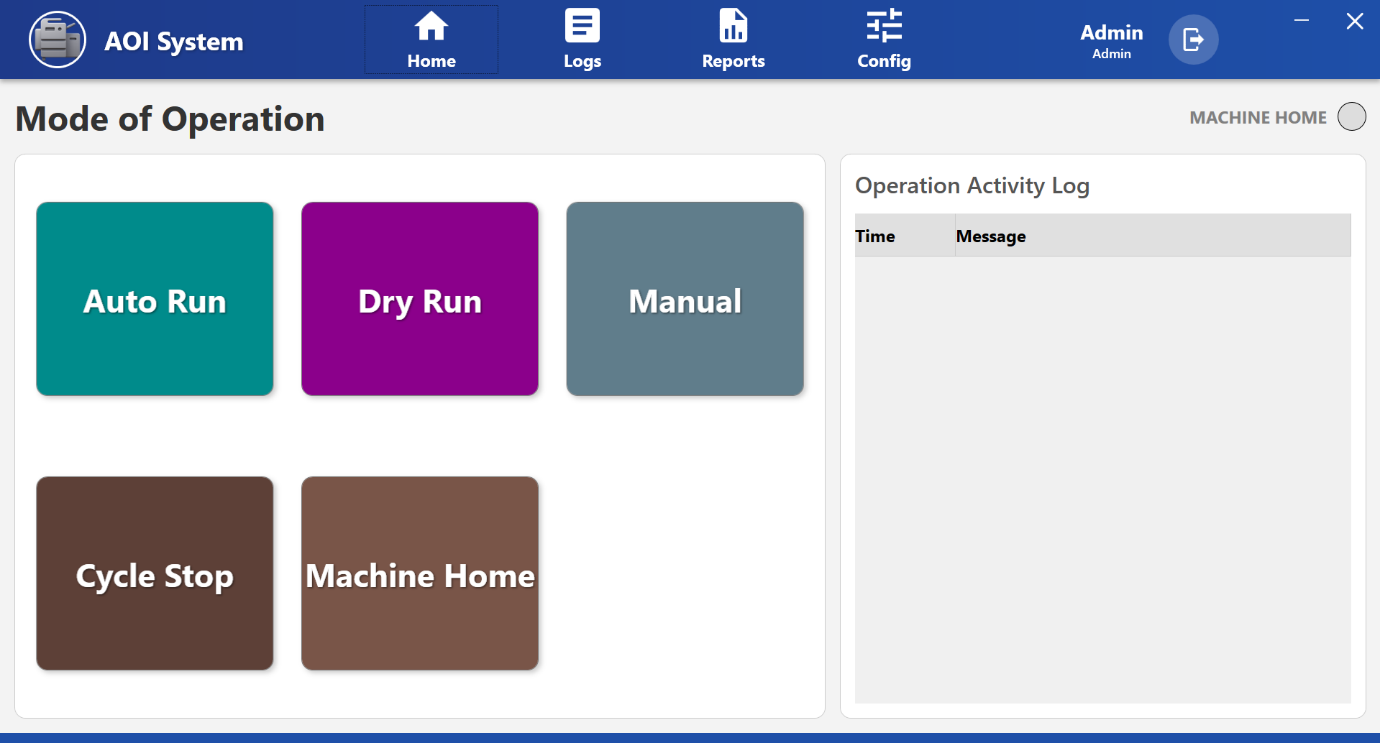 AOI System
Home
Logs
Reports
Config
Admin
Admin
Mode of Operation
MACHINE HOME
Auto Run
Dry Run
Manual
Cycle Stop
Machine Home
Operation Activity Log
Time Message